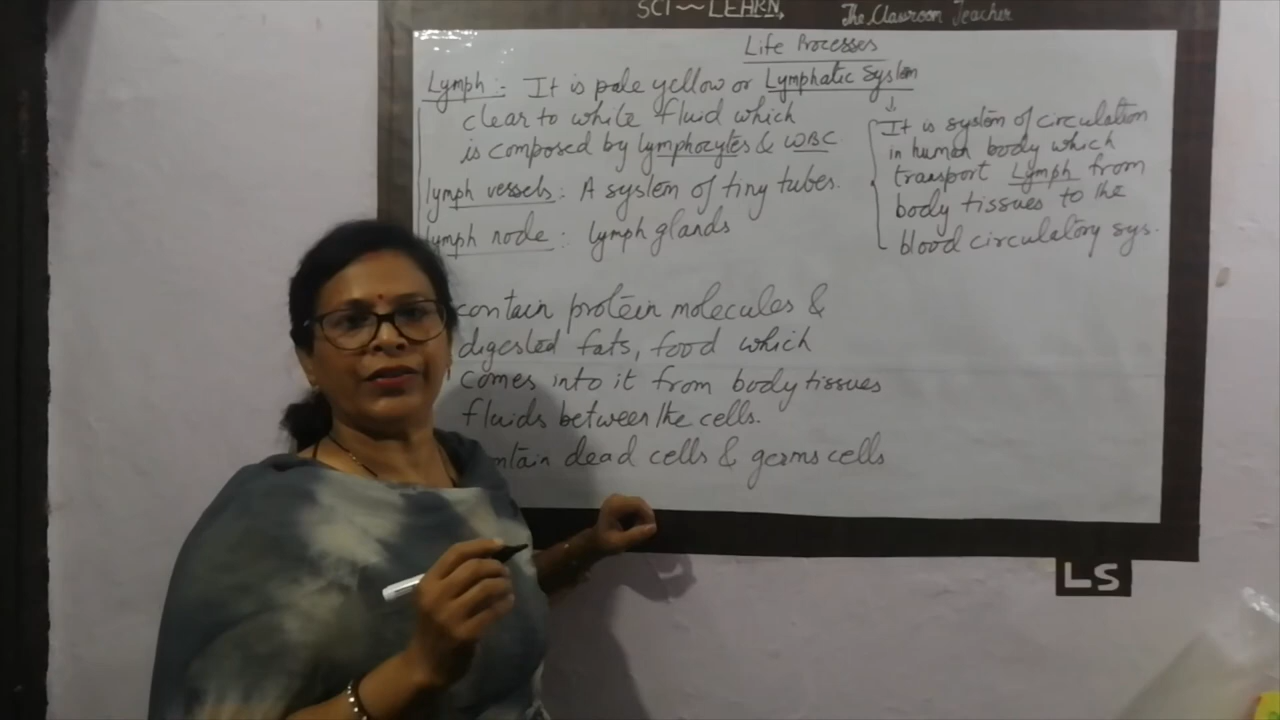 SCI~LEARN, The Classroom Teacher
Life Processes
Lymphatic System
Lymph :- It is pale yellow or
clear to white fluid which
is composed by lymphocytes & WBC
lymph vessels : A system of tiny tubes.
lymph node : lymph glands
↓
It is system of circulation
in human body which
transport Lymph from
body tissues to the
blood circulatory sys.
contain protein molecules &
digested fats, food which
comes into it from body tissues
fluids between the cells.
ntain dead cells & germs cells
LS